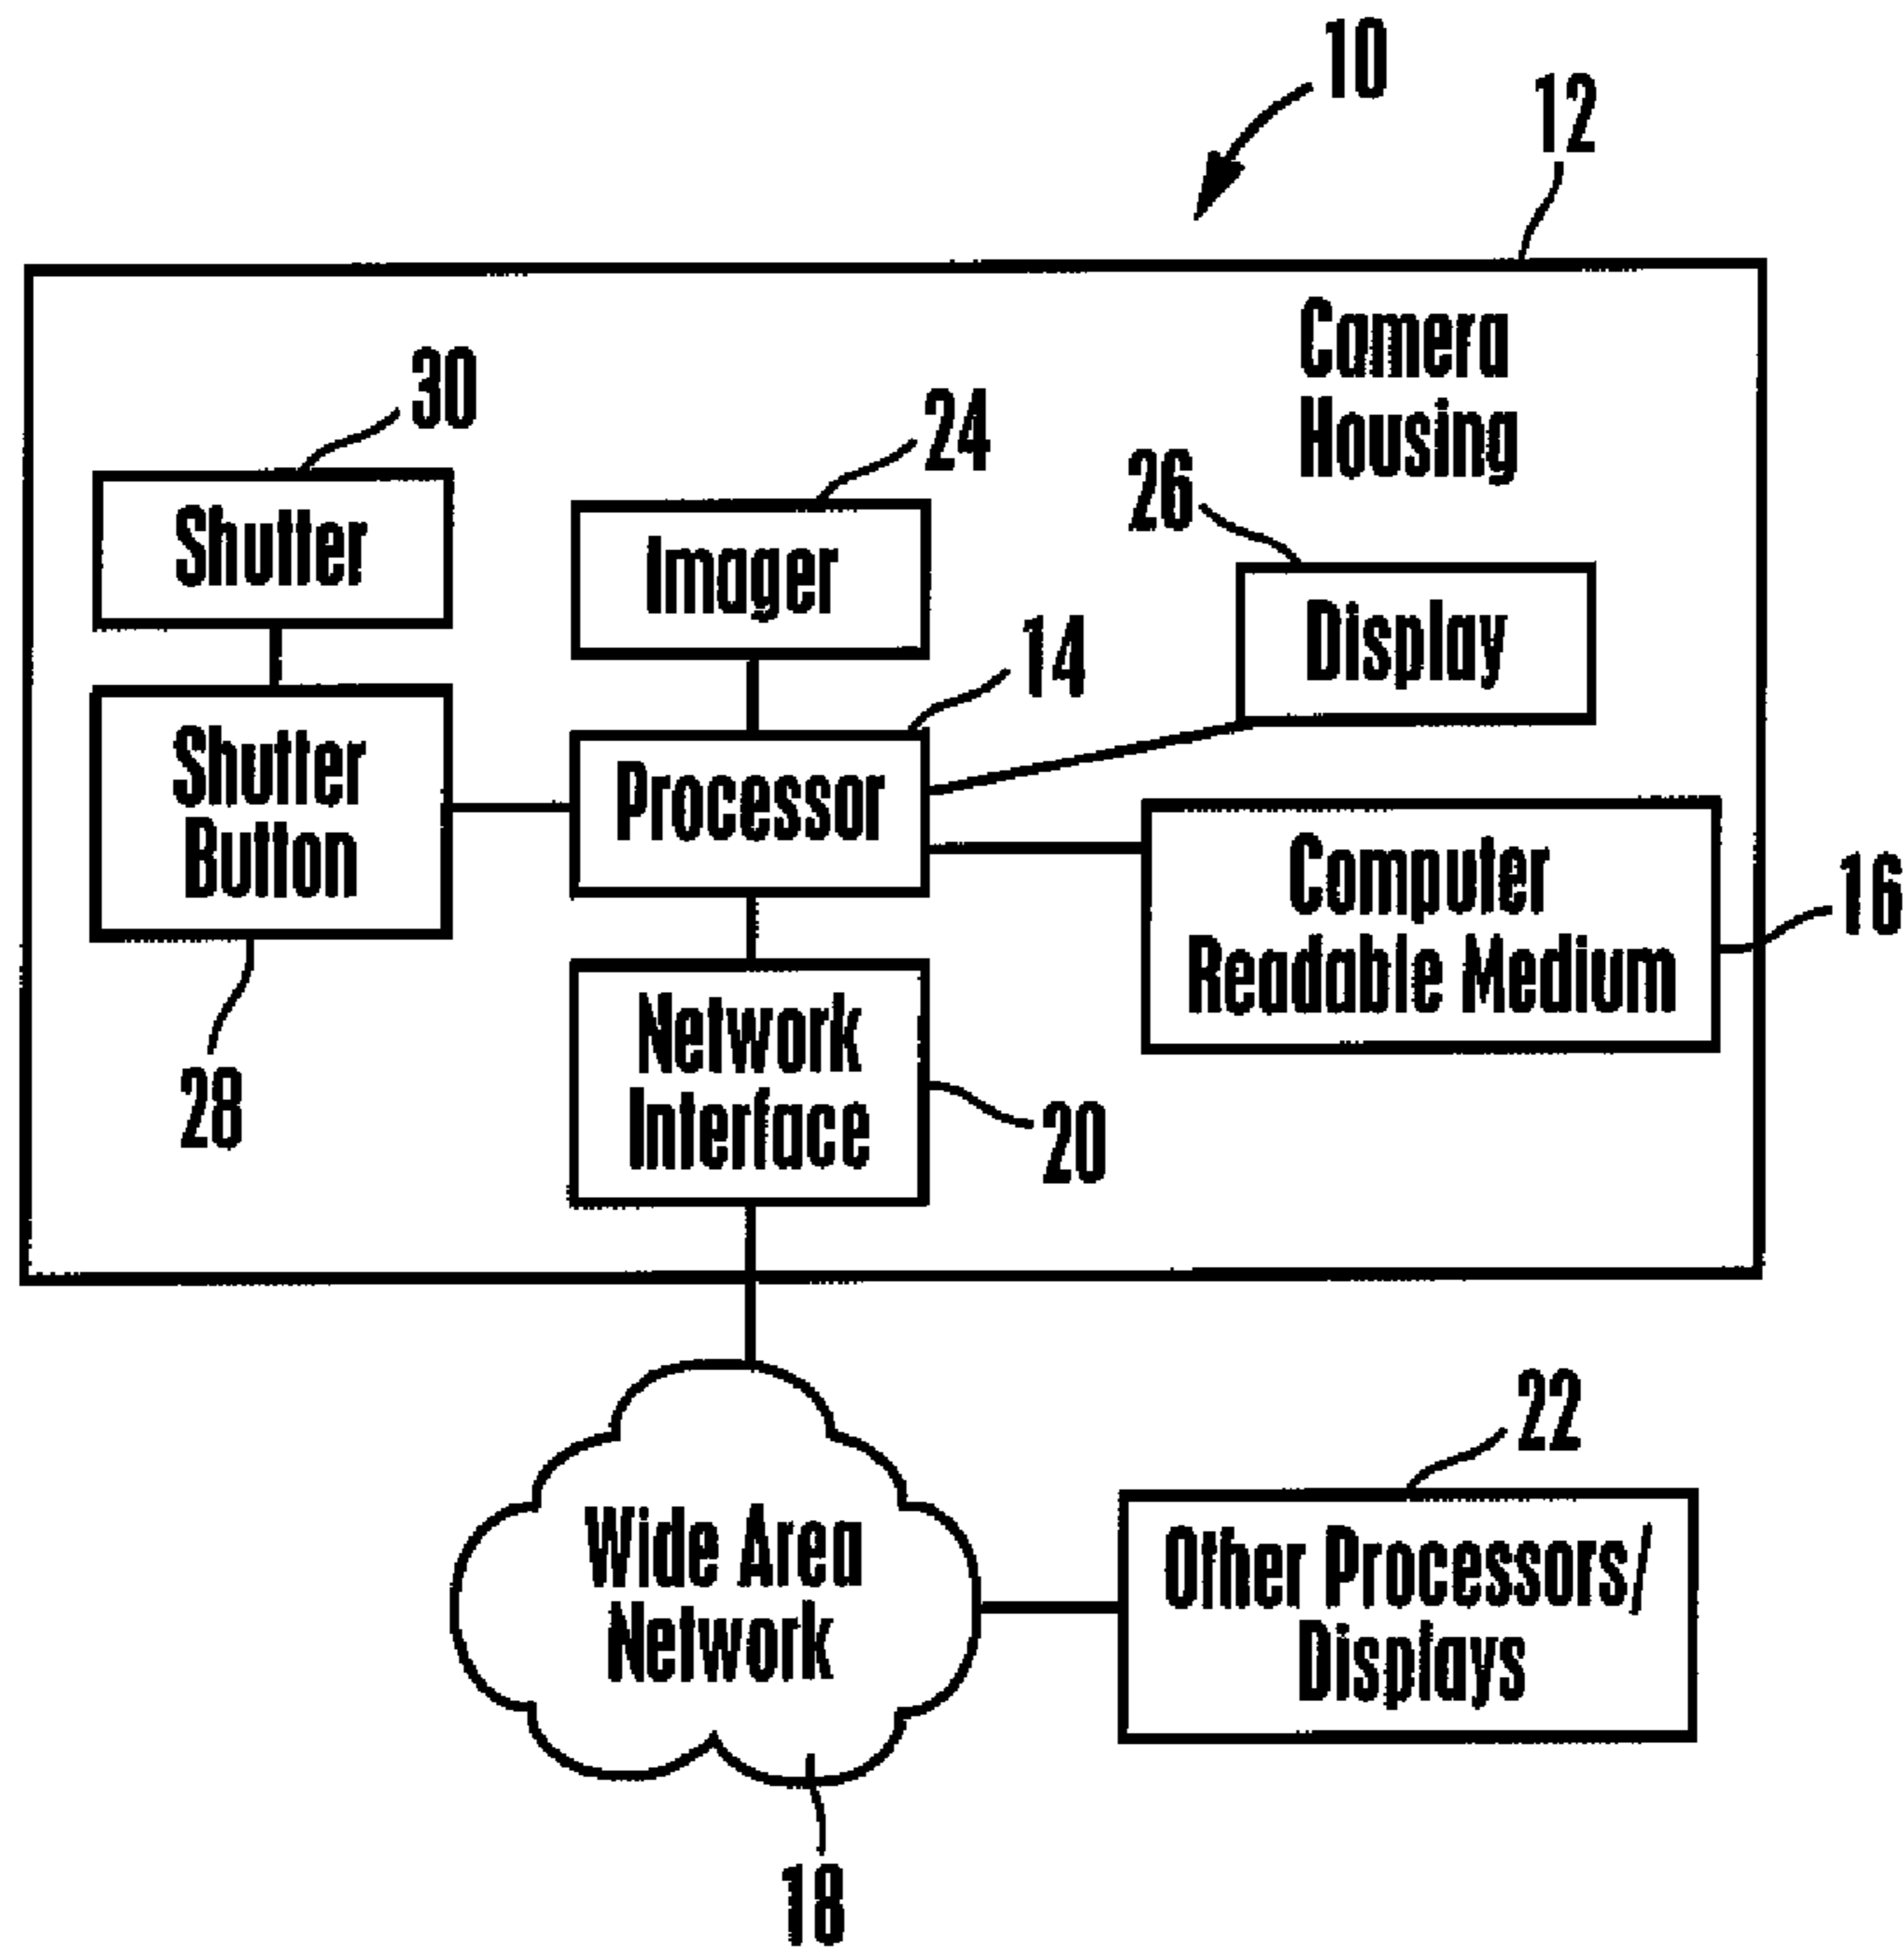 10
12
Camera
Housing
30
24
26
Shutter
Imager
Display
14
Shutter
Button
Processor
Computer
Readable Medium
16
Network
Interface
28
20
22
Wide Area
Network
Other Processors/
Displays
18